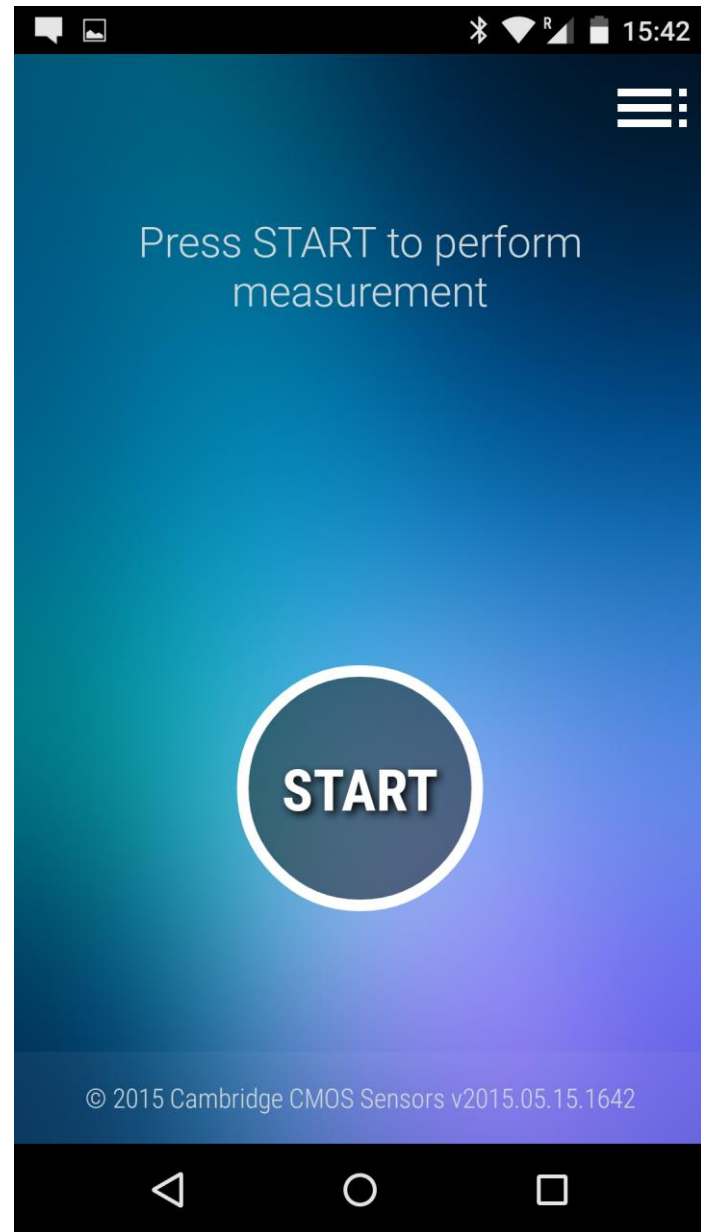 R 15:42
Press START to perform
measurement
START
© 2015 Cambridge CMOS Sensors v2015.05.15.1642